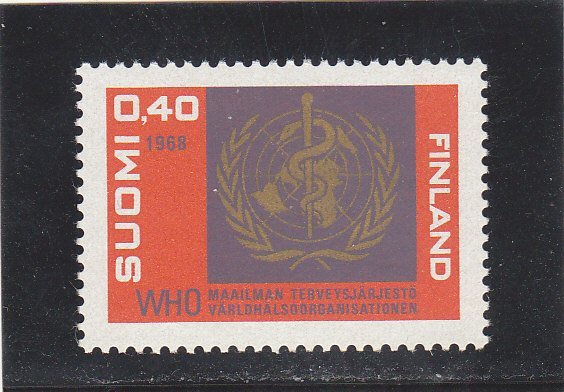 SUOMI 0,40
1968
FINLAND
WHO MAAILMAN TERVEYSJÄRJESTÖ
VÄRLDHÄLSOORGANISATIONEN